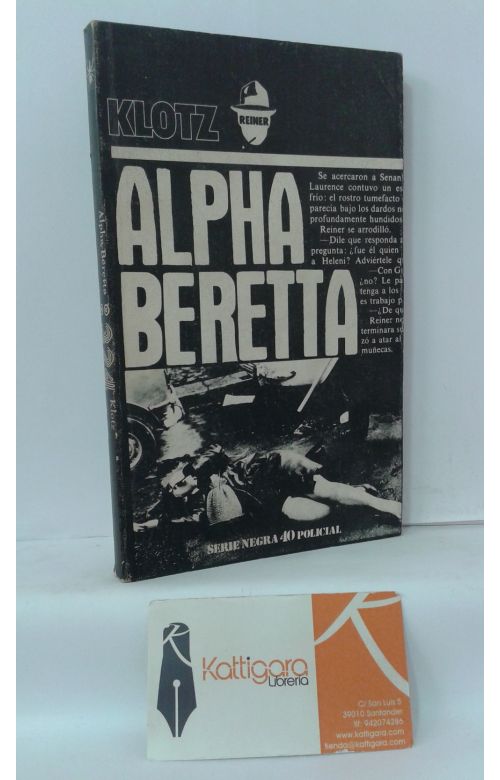 KLOTZ
REINER
ALPHA
BERETTA
Se acercaron a Senan
Laurence contuvo un es
frío: el rostro tumefacto
parecía bajo los dardos n
profundamente hundidos
Reiner se arrodilló.
—Dile que responda a
pregunta: ¿fue él quien
a Heleni? Adviértele q
—Con G
¿no? Le pa
tenga a los
es trabajo p
—¿De qu
Reiner no
terminara su
zó a atar al
muñecas.
SERIE NEGRA 40 POLICIAL
Alpha Beretta
Klotz
Kattigara
Librería
C/ San Luis 5
39010 Santander
tlf: 942074286
www.kattigara.com
tienda@kattigara.com